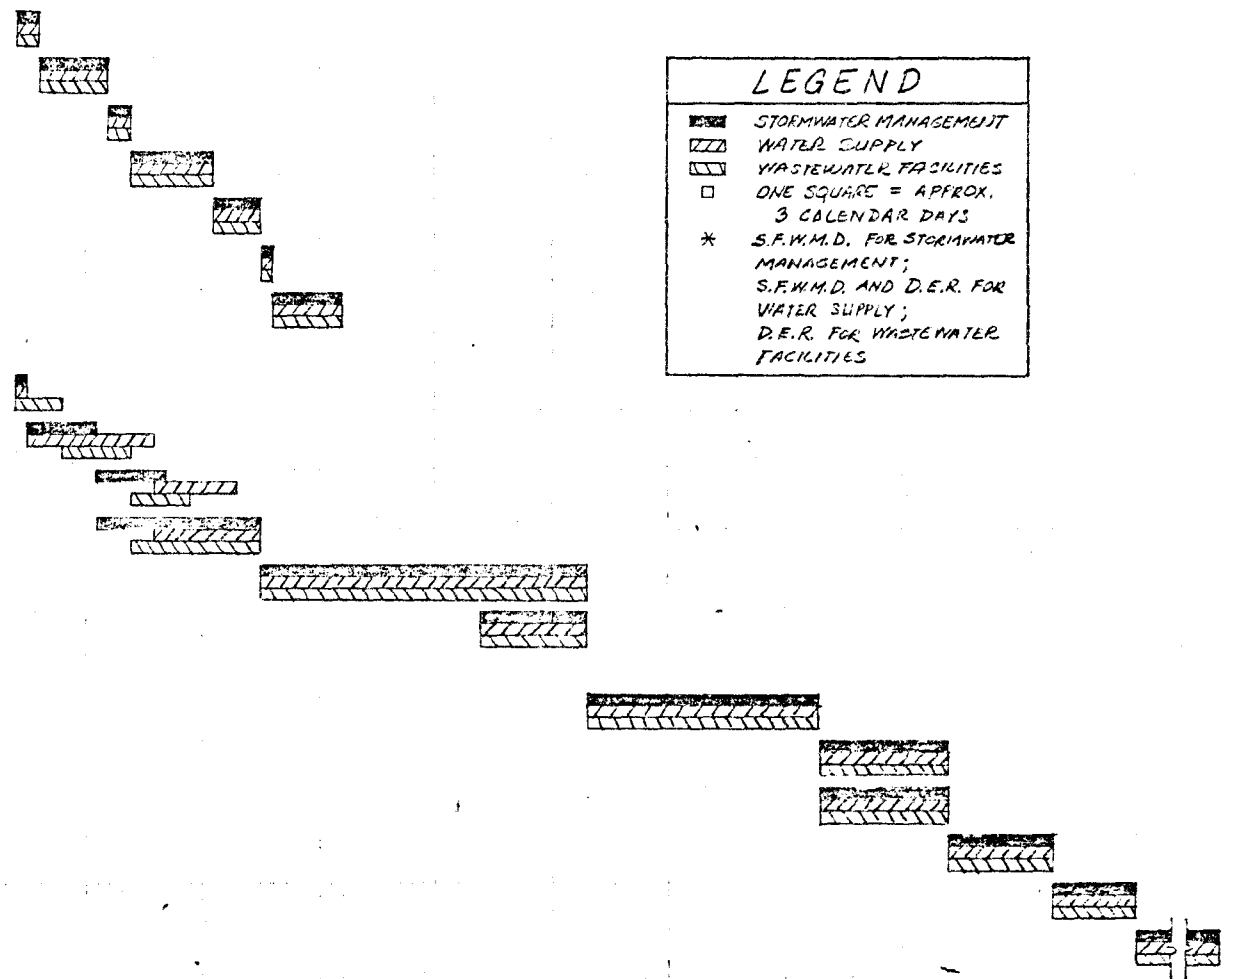 LEGEND
STORMWATER MANAGEMENT
WATER SUPPLY
WASTEWATER FACILITIES
ONE SQUARE = APPROX.
3 CALENDAR DAYS
* S.F.W.M.D. FOR STORMWATER
MANAGEMENT;
S.F.W.M.D. AND D.E.R. FOR
WATER SUPPLY;
D.E.R. FOR WASTEWATER
FACILITIES